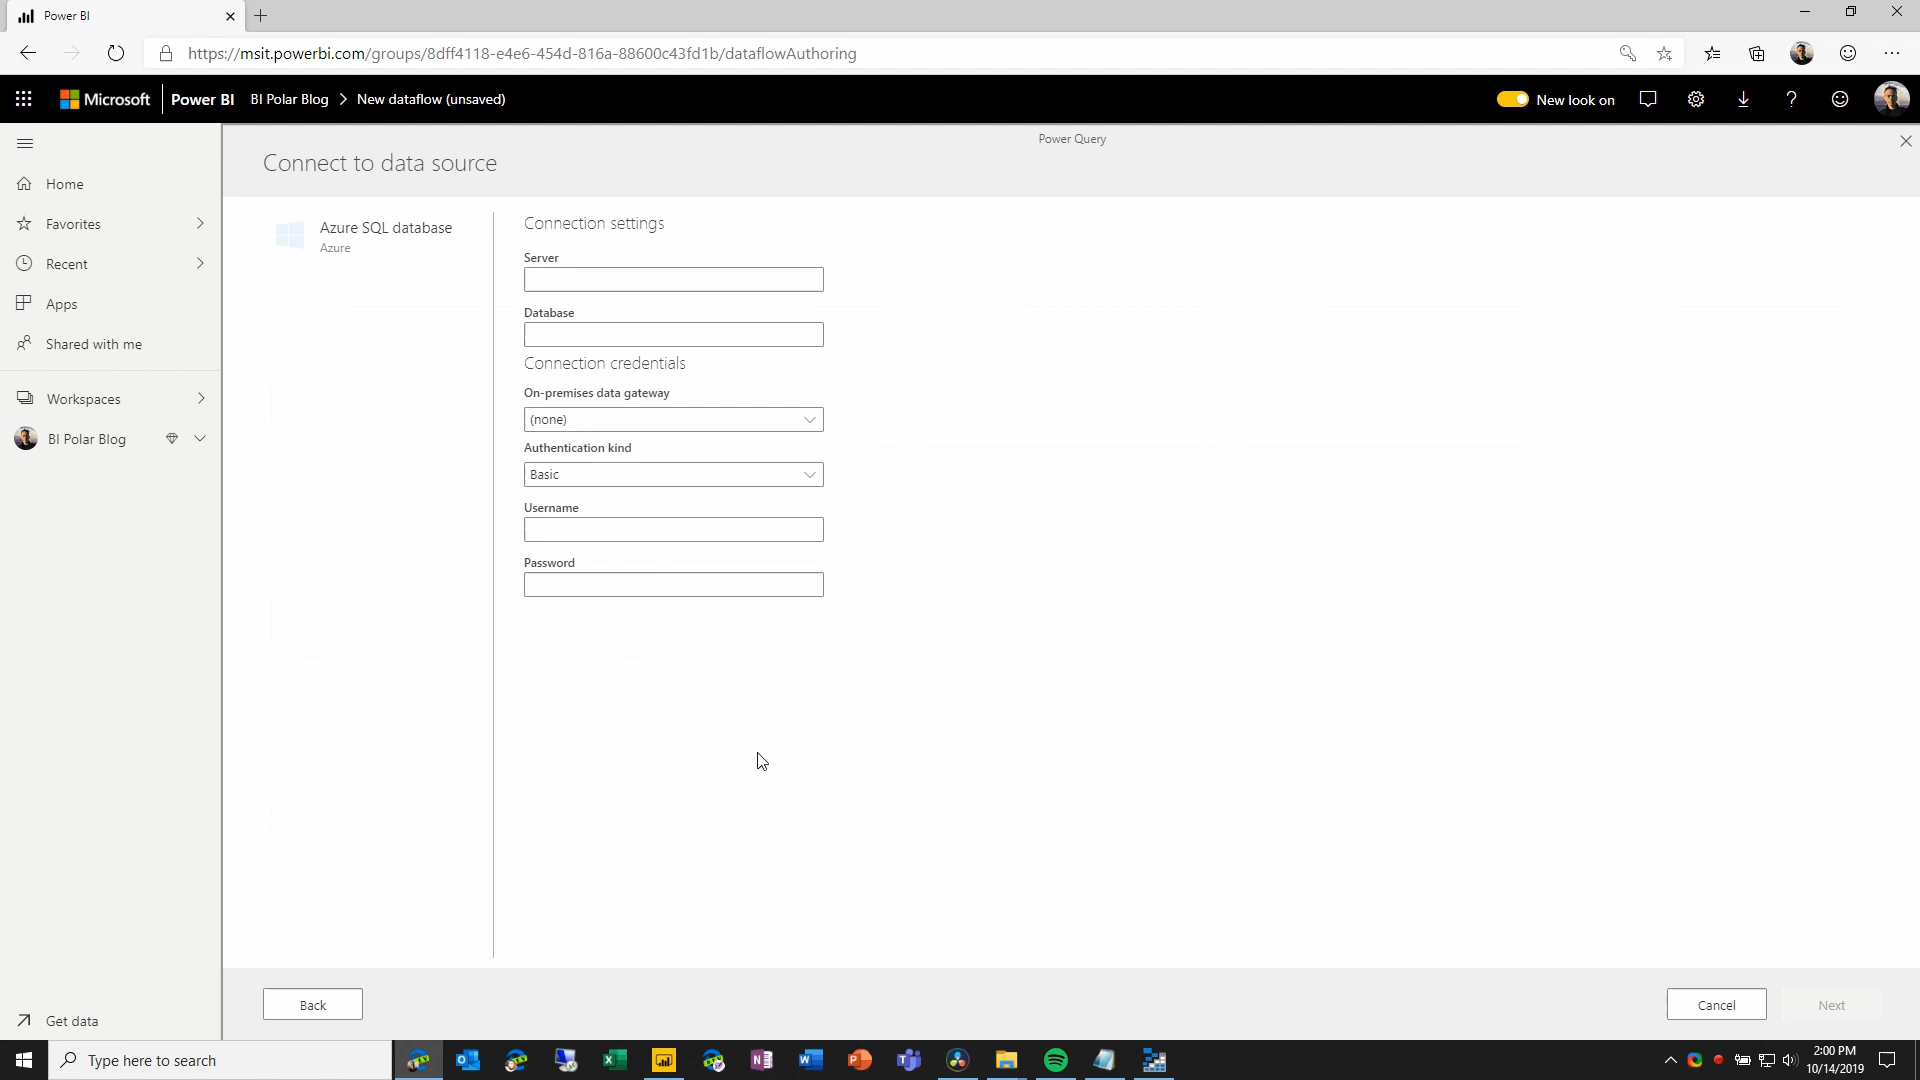 Power BI
https://msit.powerbi.com/groups/8dff4118-e4e6-454d-816a-88600c43fd1b/dataflowAuthoring
Microsoft Power BI BI Polar Blog New dataflow (unsaved) New look on
Power Query
Connect to data source
Home
Favorites
Recent
Apps
Shared with me
Workspaces
BI Polar Blog
Get data
Azure SQL database
Azure
Connection settings
Server
Database
Connection credentials
On-premises data gateway
(none)
Authentication kind
Basic
Username
Password
Back
Cancel
Next
Type here to search
2:00 PM
10/14/2019